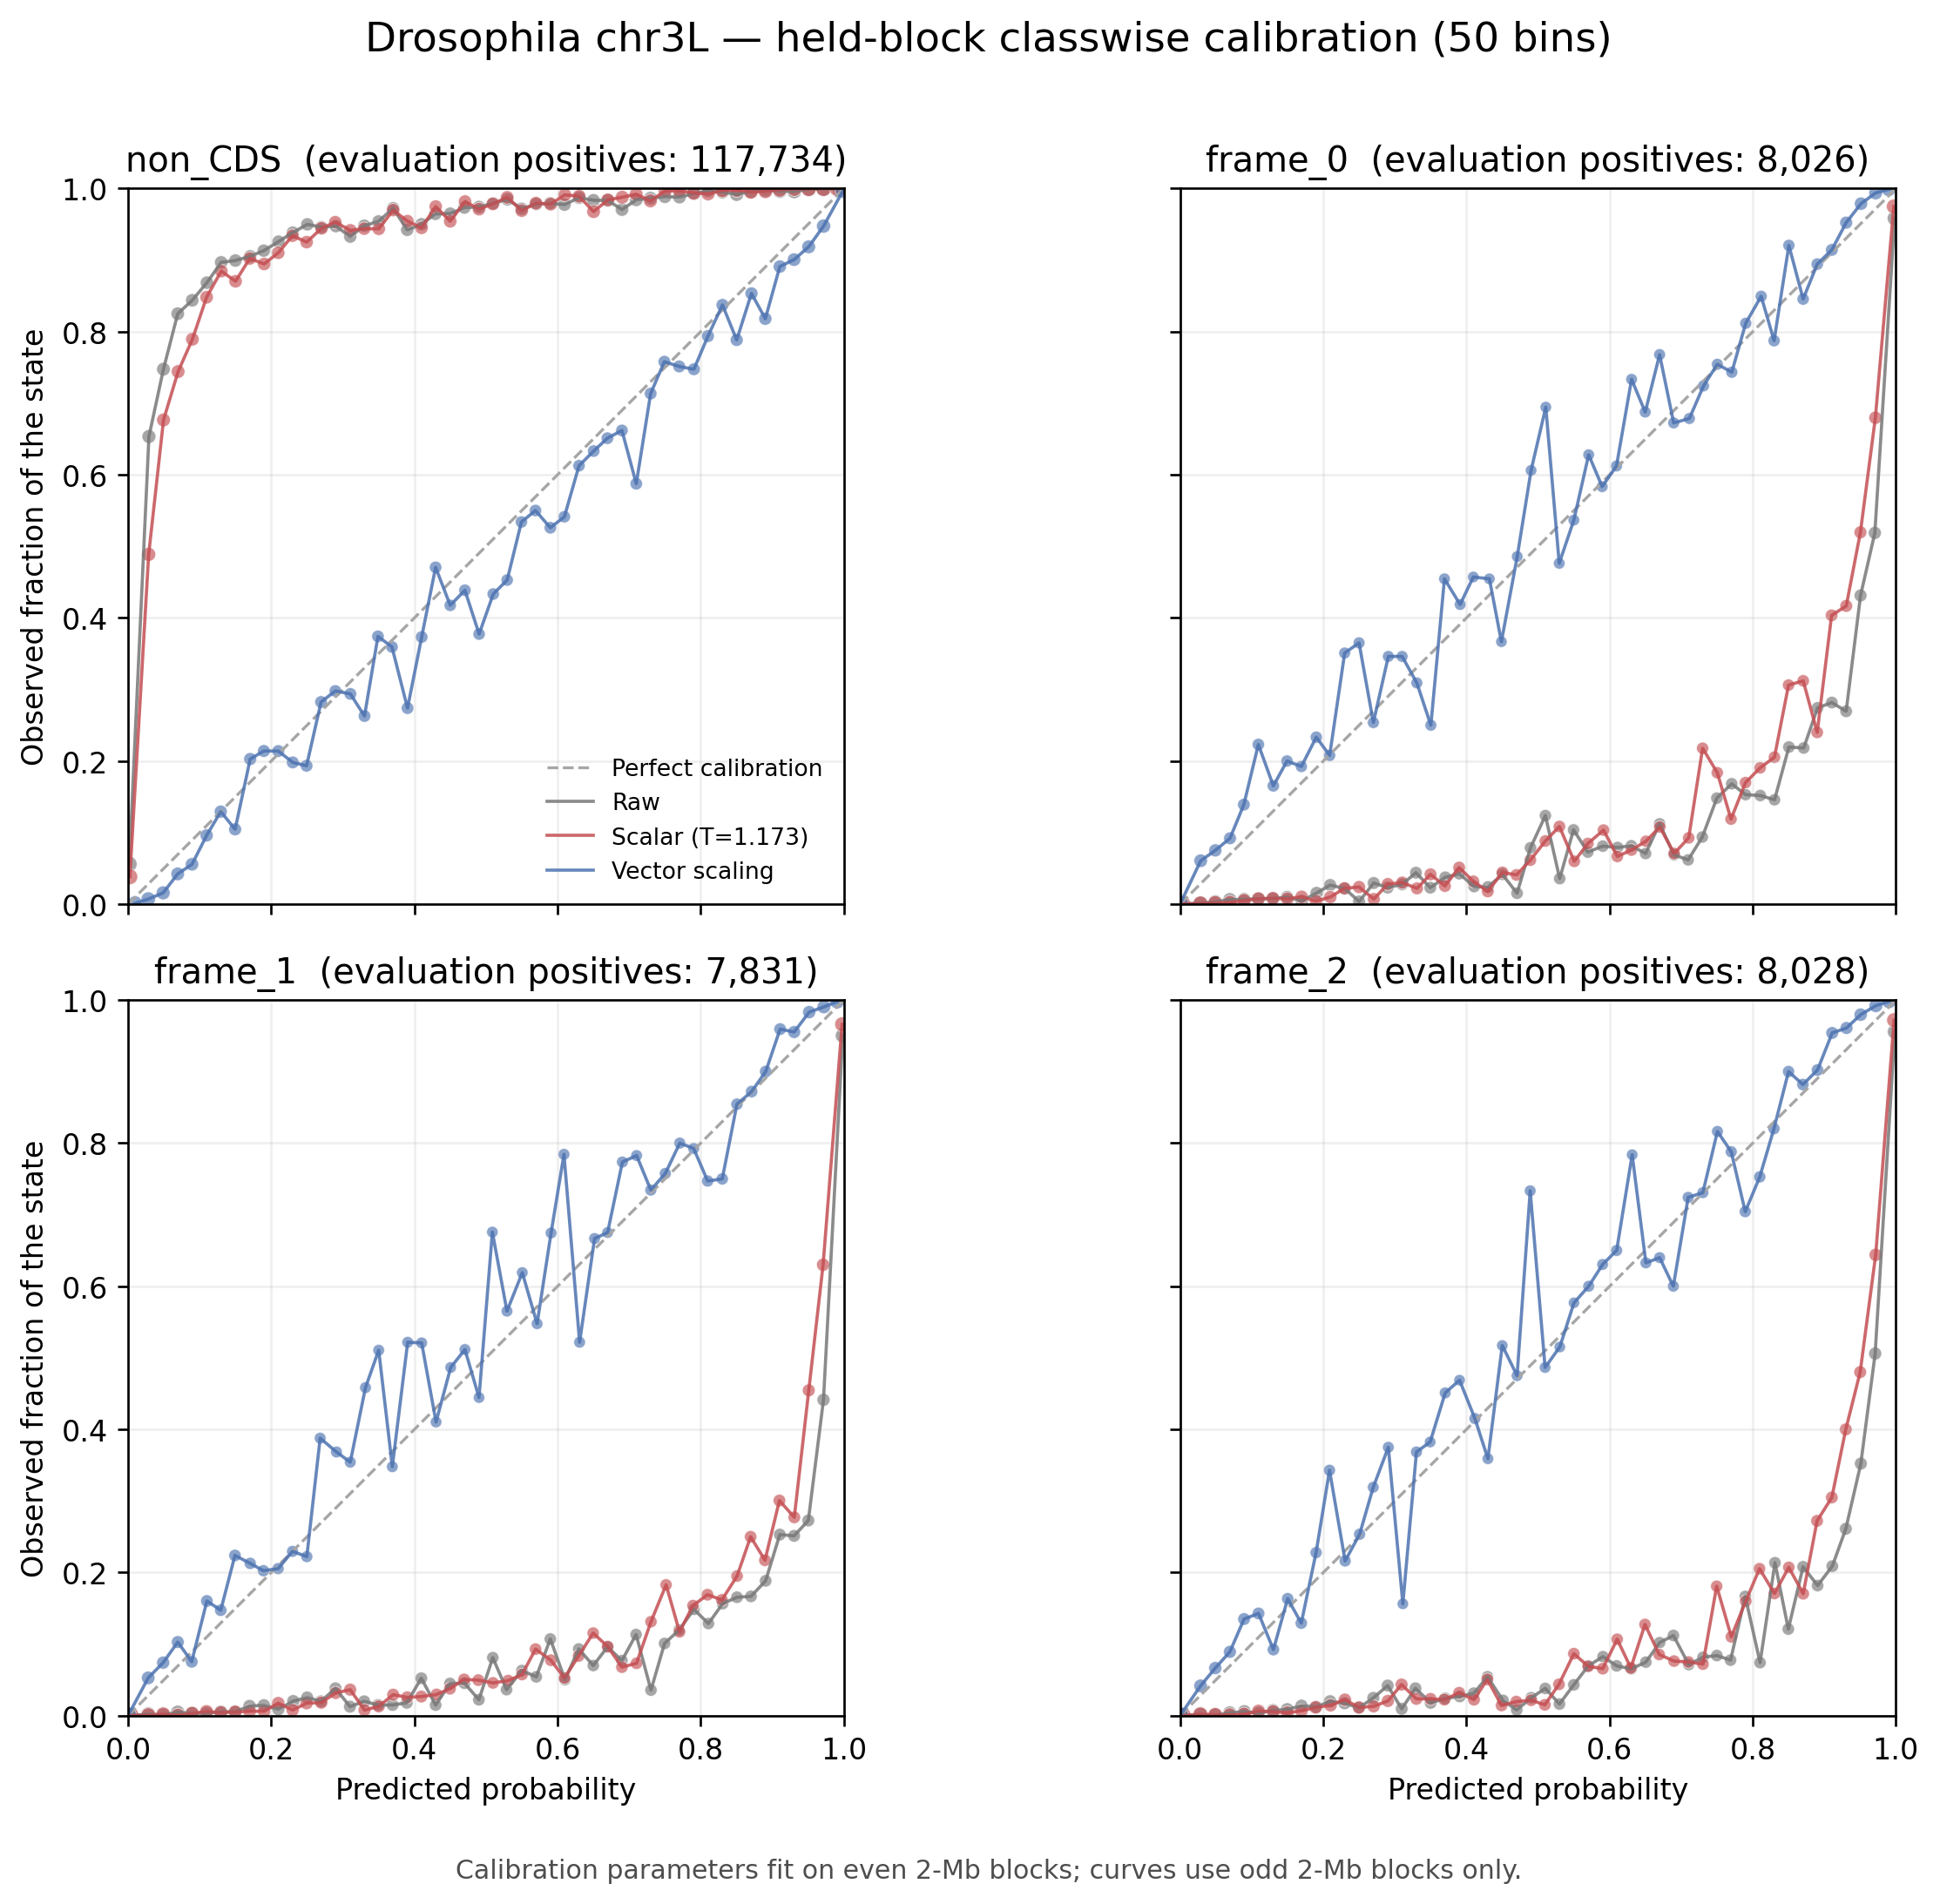 Drosophila chr3L — held-block classwise calibration (50 bins)
non_CDS (evaluation positives: 117,734)
1.0
0.8
0.6
0.4
0.2
0.0
Observed fraction of the state
Perfect calibration
Raw
Scalar (T=1.173)
Vector scaling
frame_0 (evaluation positives: 8,026)
frame_1 (evaluation positives: 7,831)
1.0
0.8
0.6
0.4
0.2
0.0
Observed fraction of the state
0.0 0.2 0.4 0.6 0.8 1.0
Predicted probability
frame_2 (evaluation positives: 8,028)
0.0 0.2 0.4 0.6 0.8 1.0
Predicted probability
Calibration parameters fit on even 2-Mb blocks; curves use odd 2-Mb blocks only.